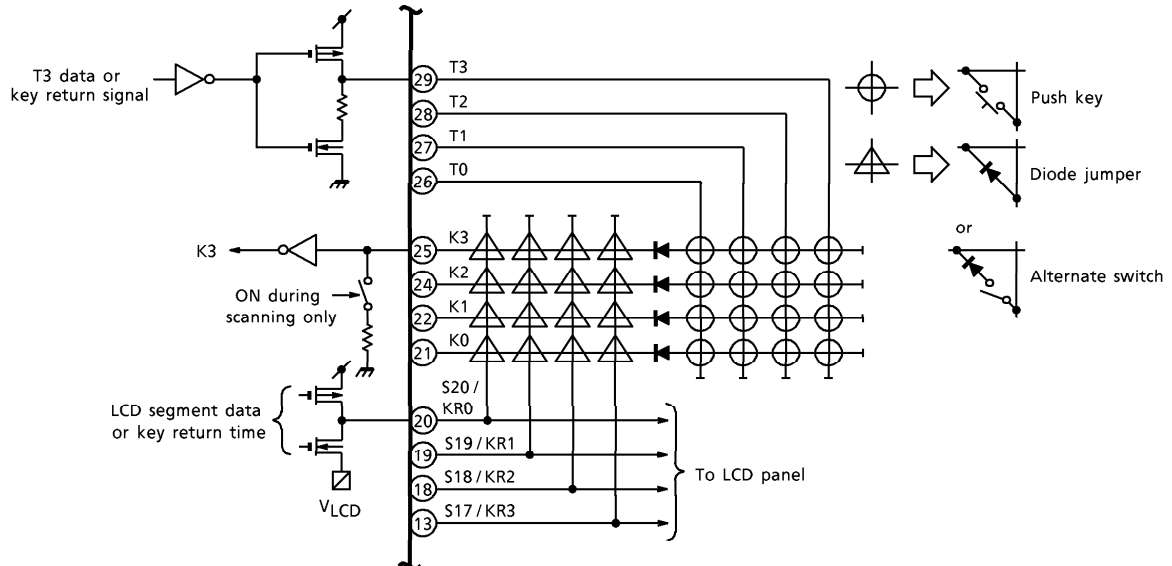 T3 data or
key return signal
29 T3
28 T2
27 T1
26 T0
Push key
Diode jumper
or
Alternate switch
K3
25 K3
24 K2
22 K1
21 K0
ON during
scanning only
LCD segment data
or key return time
S20 /
20 KR0
19 S19 / KR1
18 S18 / KR2
13 S17 / KR3
To LCD panel
VLCD